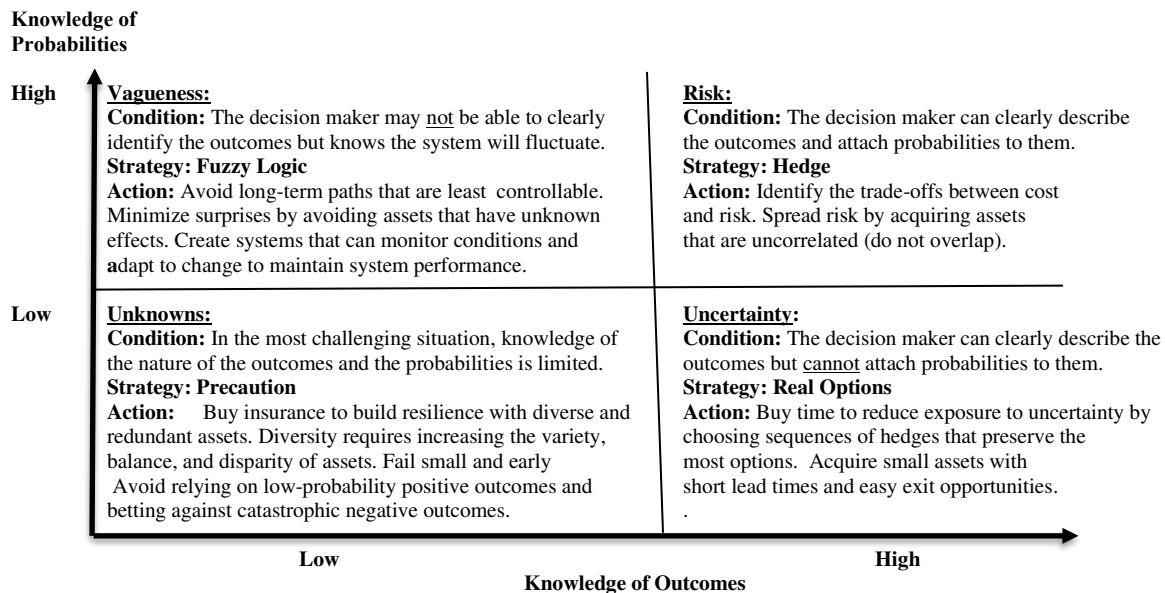 Knowledge of
Probabilities
High
Vagueness:
Condition: The decision maker may not be able to clearly
identify the outcomes but knows the system will fluctuate.
Strategy: Fuzzy Logic
Action: Avoid long-term paths that are least controllable.
Minimize surprises by avoiding assets that have unknown
effects. Create systems that can monitor conditions and
adapt to change to maintain system performance.
Risk:
Condition: The decision maker can clearly describe
the outcomes and attach probabilities to them.
Strategy: Hedge
Action: Identify the trade-offs between cost
and risk. Spread risk by acquiring assets
that are uncorrelated (do not overlap).
Low
Unknowns:
Condition: In the most challenging situation, knowledge of
the nature of the outcomes and the probabilities is limited.
Strategy: Precaution
Action: Buy insurance to build resilience with diverse and
redundant assets. Diversity requires increasing the variety,
balance, and disparity of assets. Fail small and early
Avoid relying on low-probability positive outcomes and
betting against catastrophic negative outcomes.
Uncertainty:
Condition: The decision maker can clearly describe the
outcomes but cannot attach probabilities to them.
Strategy: Real Options
Action: Buy time to reduce exposure to uncertainty by
choosing sequences of hedges that preserve the
most options. Acquire small assets with
short lead times and easy exit opportunities.
.
Low
High
Knowledge of Outcomes